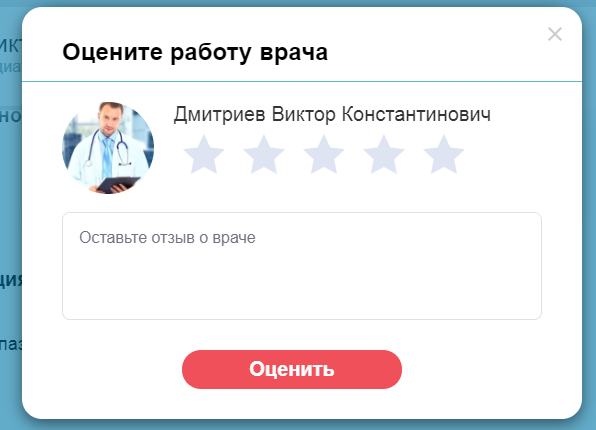 Оцените работу врача
Дмитриев Виктор Константинович
Оставьте отзыв о враче
Оценить